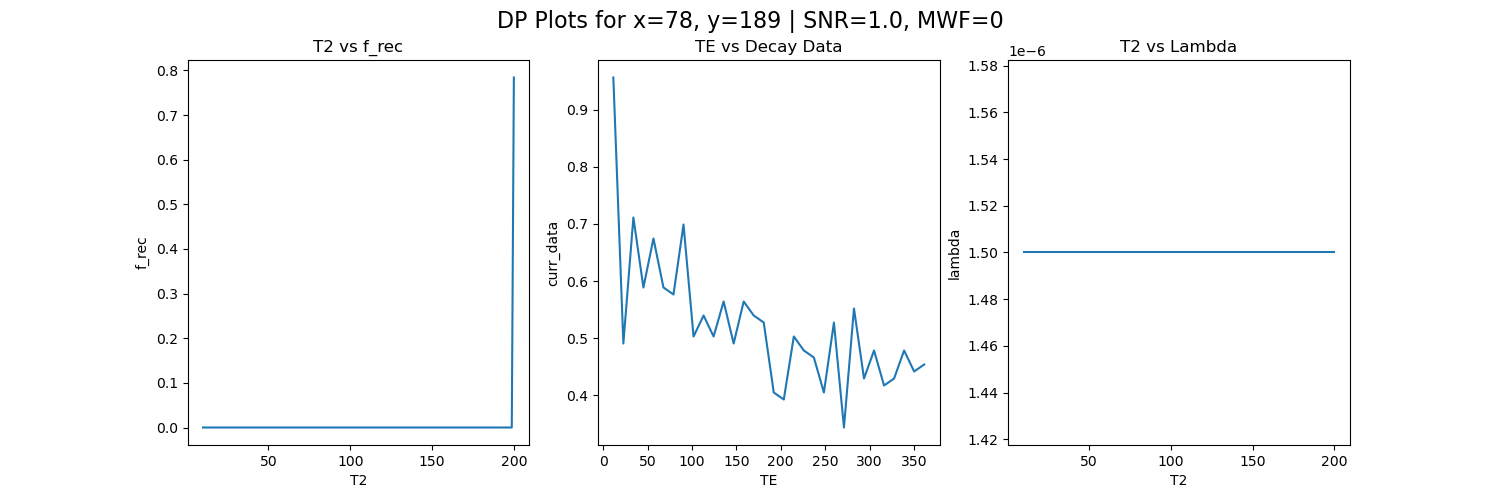 DP Plots for x=78, y=189 | SNR=1.0, MWF=0
T2 vs f_rec
f_rec
0.8
0.7
0.6
0.5
0.4
0.3
0.2
0.1
0.0
50 100 150 200
T2
TE vs Decay Data
curr_data
0.9
0.8
0.7
0.6
0.5
0.4
0 50 100 150 200 250 300 350
TE
T2 vs Lambda
1e−6
lambda
1.58
1.56
1.54
1.52
1.50
1.48
1.46
1.44
1.42
50 100 150 200
T2